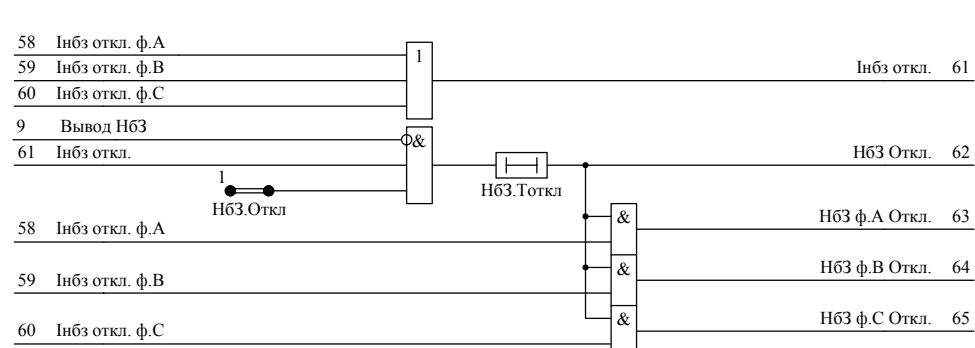 58 Iнбз откл. ф.А
1
59 Iнбз откл. ф.В
Iнбз откл. 61
60 Iнбз откл. ф.С
9 Вывод НбЗ
&
61 Iнбз откл.
НбЗ Откл. 62
1
НбЗ.Тоткл
НбЗ.Откл
58 Iнбз откл. ф.А
&
НбЗ ф.А Откл. 63
59 Iнбз откл. ф.В
&
НбЗ ф.В Откл. 64
60 Iнбз откл. ф.С
&
НбЗ ф.С Откл. 65